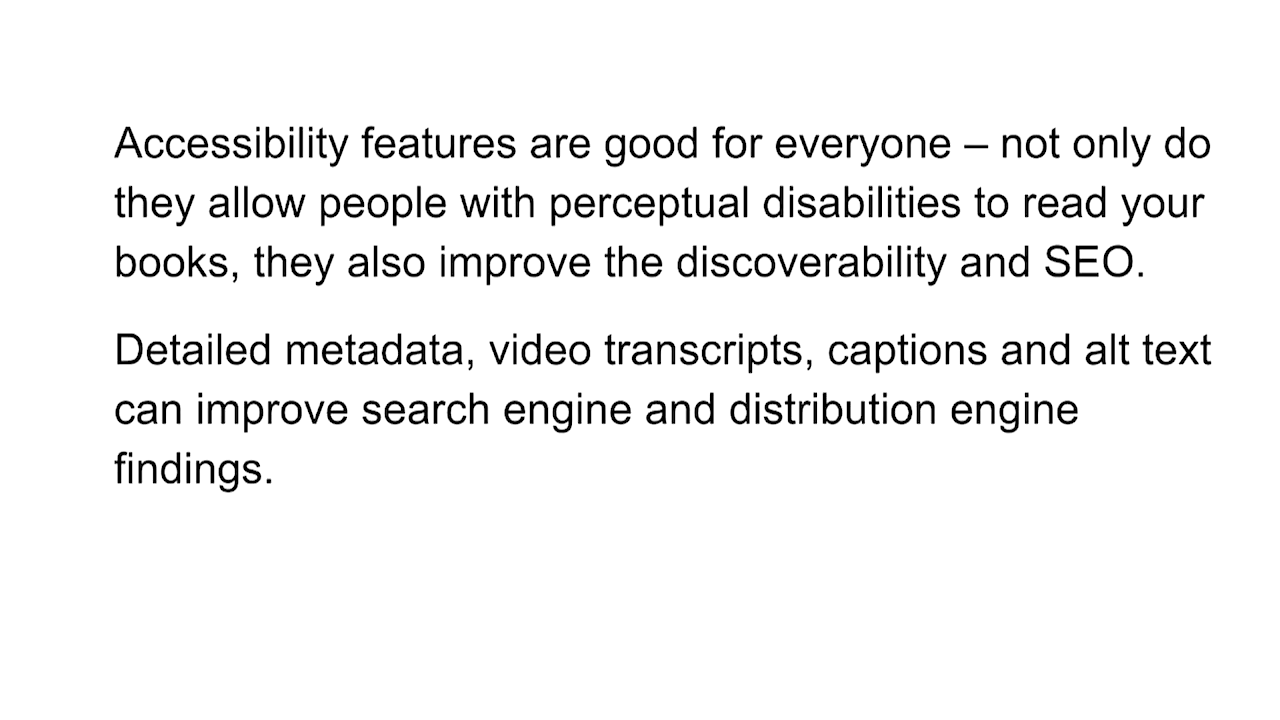 Accessibility features are good for everyone – not only do
they allow people with perceptual disabilities to read your
books, they also improve the discoverability and SEO.
Detailed metadata, video transcripts, captions and alt text
can improve search engine and distribution engine
findings.